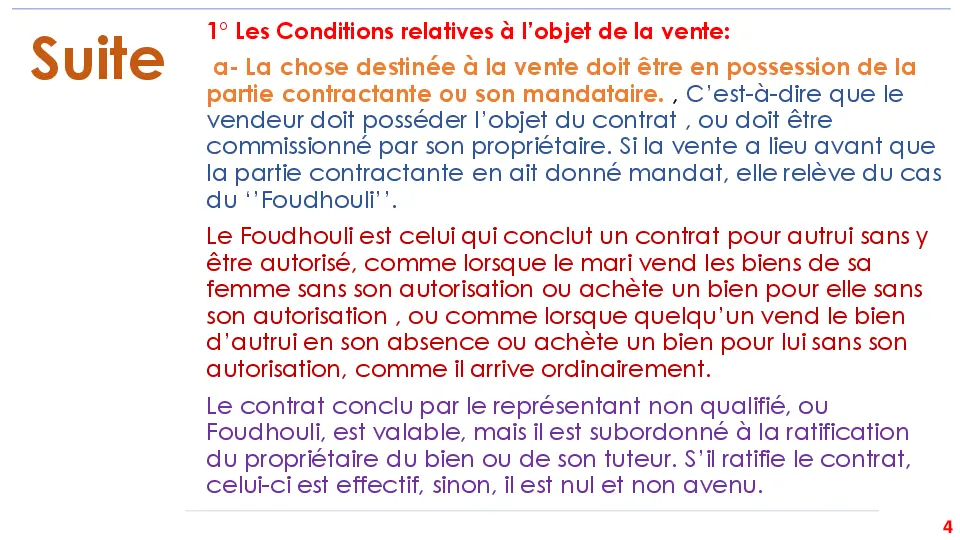 Suite
1° Les Conditions relatives à l’objet de la vente:
a- La chose destinée à la vente doit être en possession de la
partie contractante ou son mandataire. , C’est-à-dire que le
vendeur doit posséder l’objet du contrat , ou doit être
commissionné par son propriétaire. Si la vente a lieu avant que
la partie contractante en ait donné mandat, elle relève du cas
du ‘’Foudhouli’’.
Le Foudhouli est celui qui conclut un contrat pour autrui sans y
être autorisé, comme lorsque le mari vend les biens de sa
femme sans son autorisation ou achète un bien pour elle sans
son autorisation , ou comme lorsque quelqu’un vend le bien
d’autrui en son absence ou achète un bien pour lui sans son
autorisation, comme il arrive ordinairement.
Le contrat conclu par le représentant non qualifié, ou
Foudhouli, est valable, mais il est subordonné à la ratification
du propriétaire du bien ou de son tuteur. S’il ratifie le contrat,
celui-ci est effectif, sinon, il est nul et non avenu.
4